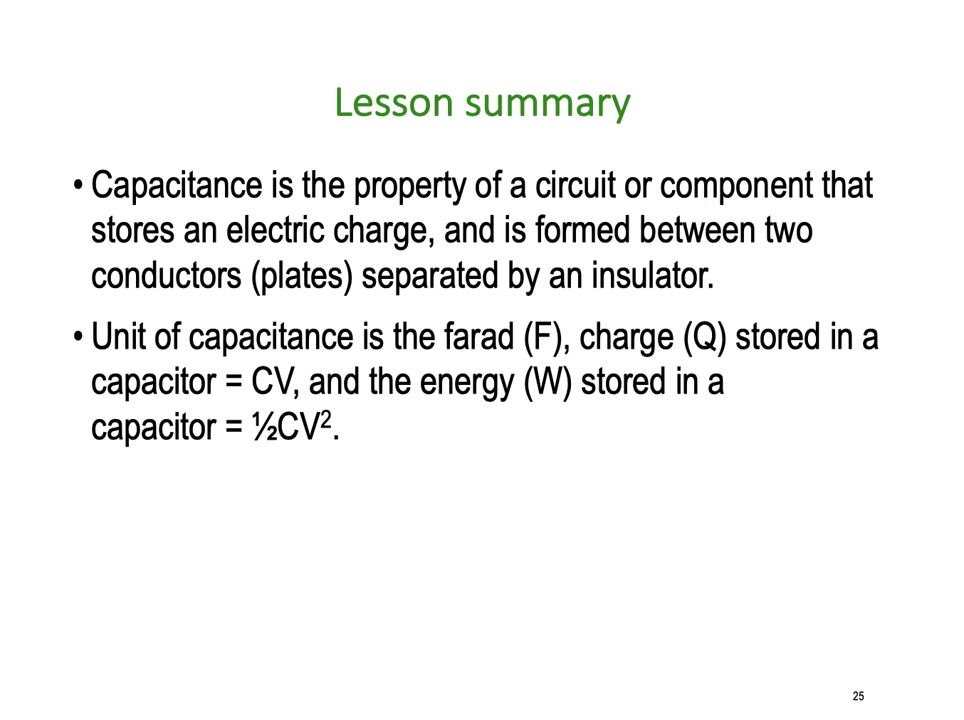 Lesson summary
• Capacitance is the property of a circuit or component that
stores an electric charge, and is formed between two
conductors (plates) separated by an insulator.
• Unit of capacitance is the farad (F), charge (Q) stored in a
capacitor = CV, and the energy (W) stored in a
capacitor = ½CV².
25